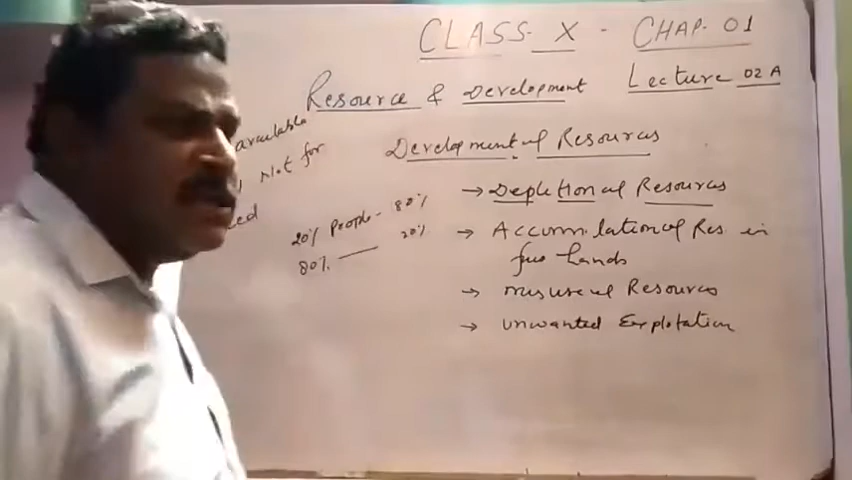 CLASS - X - CHAP- 01
Resource & Development Lecture 02 A
available
Not for
Development of Resources
→ Depletion of Resources
20% People - 80%
80% — 20%
→ Accumulation of Res in
few Hands
→ misuse of Resources
→ unwanted Explotation